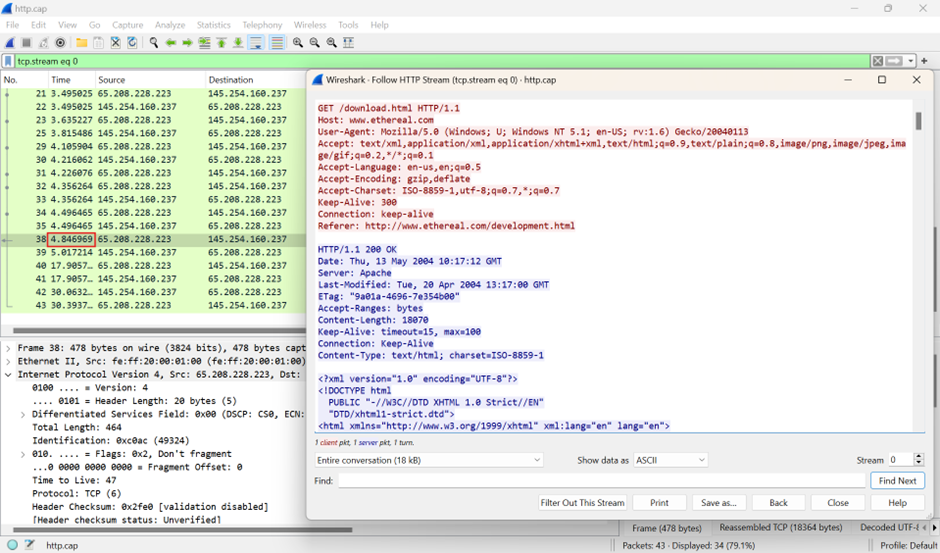 http.cap
File Edit View Go Capture Analyze Statistics Telephony Wireless Tools Help
tcp.stream eq 0
No. Time Source Destination
21 3.495025 65.208.228.223 145.254.160.237
22 3.495025 145.254.160.237 65.208.228.223
23 3.635227 65.208.228.223 145.254.160.237
25 3.815486 65.208.228.223 145.254.160.237
29 4.105904 65.208.228.223 145.254.160.237
30 4.216062 145.254.160.237 65.208.228.223
31 4.226076 65.208.228.223 145.254.160.237
32 4.356264 65.208.228.223 145.254.160.237
33 4.356264 145.254.160.237 65.208.228.223
34 4.496465 65.208.228.223 145.254.160.237
35 4.496465 145.254.160.237 65.208.228.223
38 4.846969 65.208.228.223 145.254.160.237
39 5.017214 145.254.160.237 65.208.228.223
40 17.9057… 65.208.228.223 145.254.160.237
41 17.9057… 145.254.160.237 65.208.228.223
42 30.0632… 145.254.160.237 65.208.228.223
43 30.3937… 65.208.228.223 145.254.160.237
Frame 38: 478 bytes on wire (3824 bits), 478 bytes capt
Ethernet II, Src: fe:ff:20:00:01:00 (fe:ff:20:00:01:00)
Internet Protocol Version 4, Src: 65.208.228.223, Dst:
0100 .... = Version: 4
.... 0101 = Header Length: 20 bytes (5)
Differentiated Services Field: 0x00 (DSCP: CS0, ECN:
Total Length: 464
Identification: 0xc0ac (49324)
010. .... = Flags: 0x2, Don't fragment
...0 0000 0000 0000 = Fragment Offset: 0
Time to Live: 47
Protocol: TCP (6)
Header Checksum: 0x2fe0 [validation disabled]
[Header checksum status: Unverified]
Wireshark - Follow HTTP Stream (tcp.stream eq 0) - http.cap
GET /download.html HTTP/1.1
Host: www.ethereal.com
User-Agent: Mozilla/5.0 (Windows; U; Windows NT 5.1; en-US; rv:1.6) Gecko/20040113
Accept: text/xml,application/xml,application/xhtml+xml,text/html;q=0.9,text/plain;q=0.8,image/png,image/jpeg,ima
ge/gif;q=0.2,*/*;q=0.1
Accept-Language: en-us,en;q=0.5
Accept-Encoding: gzip,deflate
Accept-Charset: ISO-8859-1,utf-8;q=0.7,*;q=0.7
Keep-Alive: 300
Connection: keep-alive
Referer: http://www.ethereal.com/development.html
HTTP/1.1 200 OK
Date: Thu, 13 May 2004 10:17:12 GMT
Server: Apache
Last-Modified: Tue, 20 Apr 2004 13:17:00 GMT
ETag: "9a01a-4696-7e354b00"
Accept-Ranges: bytes
Content-Length: 18070
Keep-Alive: timeout=15, max=100
Connection: Keep-Alive
Content-Type: text/html; charset=ISO-8859-1
<?xml version="1.0" encoding="UTF-8"?>
<!DOCTYPE html
PUBLIC "-//W3C//DTD XHTML 1.0 Strict//EN"
"DTD/xhtml1-strict.dtd">
<html xmlns="http://www.w3.org/1999/xhtml" xml:lang="en" lang="en">
1 client pkt, 1 server pkt, 1 turn.
Entire conversation (18 kB) Show data as ASCII Stream 0
Find: Find Next
Filter Out This Stream Print Save as... Back Close Help
Frame (478 bytes) Reassembled TCP (18364 bytes) Decoded UTF-8
http.cap Packets: 43 · Displayed: 34 (79.1%) Profile: Default